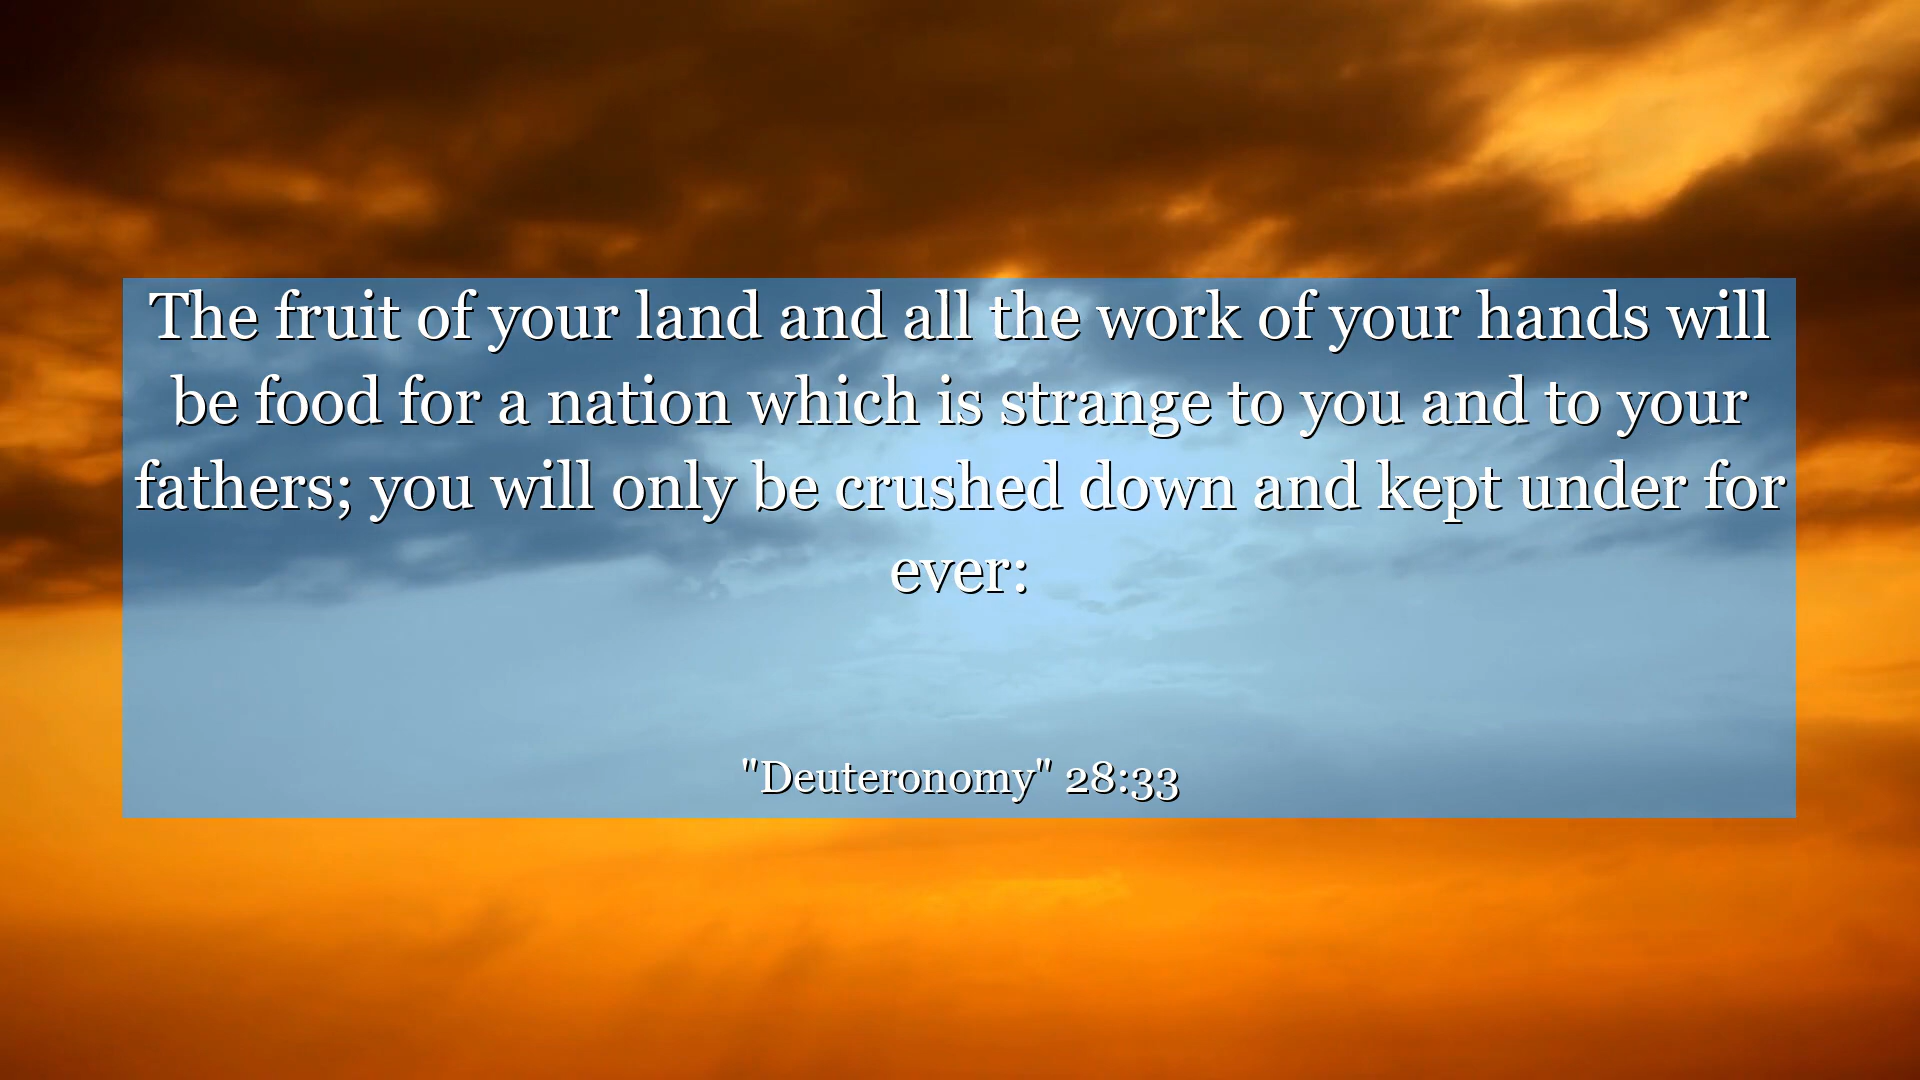 The fruit of your land and all the work of your hands will
be food for a nation which is strange to you and to your
fathers; you will only be crushed down and kept under for
ever:
"Deuteronomy" 28:33